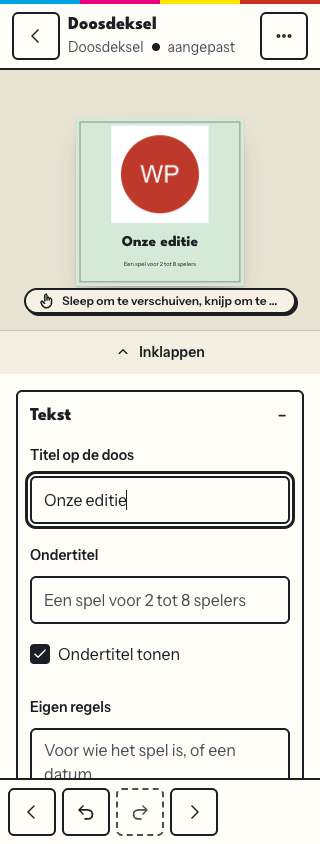 Doosdeksel
Doosdeksel ● aangepast
WP
Onze editie
Een spel voor 2 tot 8 spelers
Sleep om te verschuiven, knijp om te ...
Inklappen
Tekst
Titel op de doos
Onze editie
Ondertitel
Een spel voor 2 tot 8 spelers
Ondertitel tonen
Eigen regels
Voor wie het spel is, of een
datum